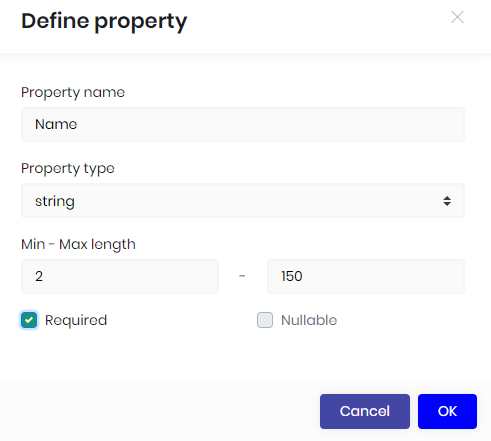 Define property
Property name
Name
Property type
string
Min - Max length
2 - 150
Required Nullable
Cancel OK